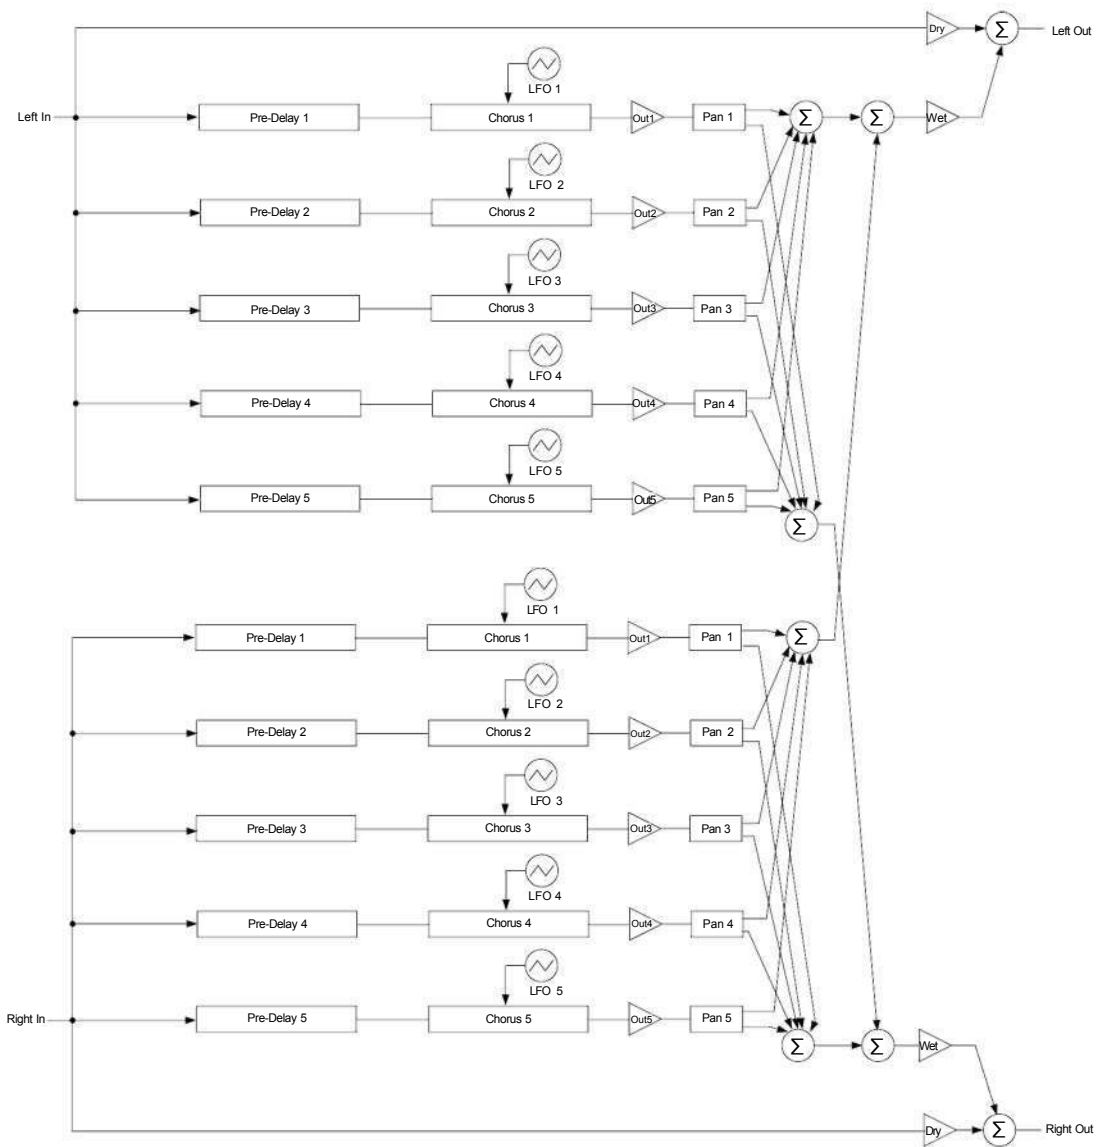 Dry Σ Left Out
LFO 1
Left In Pre-Delay 1 Chorus 1 Out1 Pan 1 Σ Σ Wet
LFO 2
Pre-Delay 2 Chorus 2 Out2 Pan 2
LFO 3
Pre-Delay 3 Chorus 3 Out3 Pan 3
LFO 4
Pre-Delay 4 Chorus 4 Out4 Pan 4
LFO 5
Pre-Delay 5 Chorus 5 Out5 Pan 5
Σ
LFO 1
Pre-Delay 1 Chorus 1 Out1 Pan 1 Σ
LFO 2
Pre-Delay 2 Chorus 2 Out2 Pan 2
LFO 3
Pre-Delay 3 Chorus 3 Out3 Pan 3
LFO 4
Pre-Delay 4 Chorus 4 Out4 Pan 4
LFO 5
Right In Pre-Delay 5 Chorus 5 Out5 Pan 5
Σ Σ Wet
Dry Σ Right Out